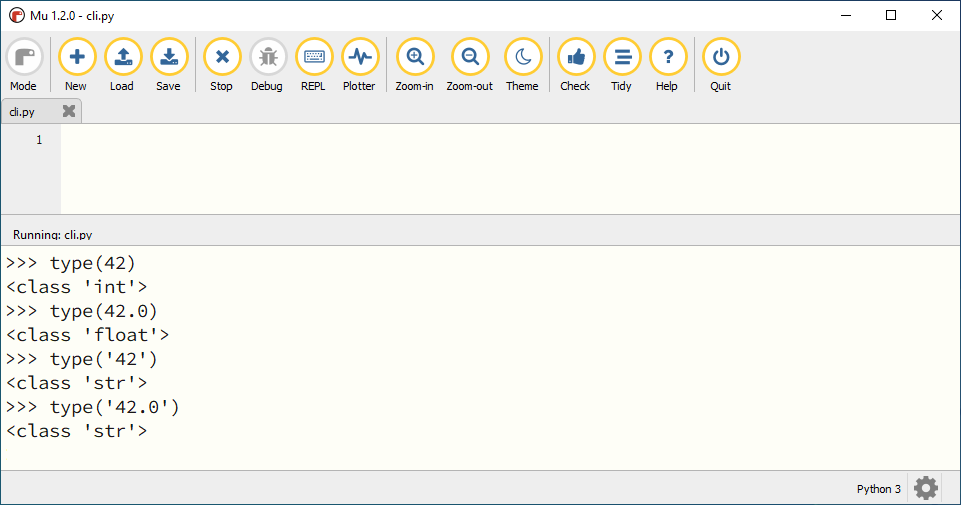 Mu 1.2.0 - cli.py
Mode New Load Save Stop Debug REPL Plotter Zoom-in Zoom-out Theme Check Tidy Help Quit
cli.py
1
Running: cli.py
>>> type(42)
<class 'int'>
>>> type(42.0)
<class 'float'>
>>> type('42')
<class 'str'>
>>> type('42.0')
<class 'str'>
Python 3